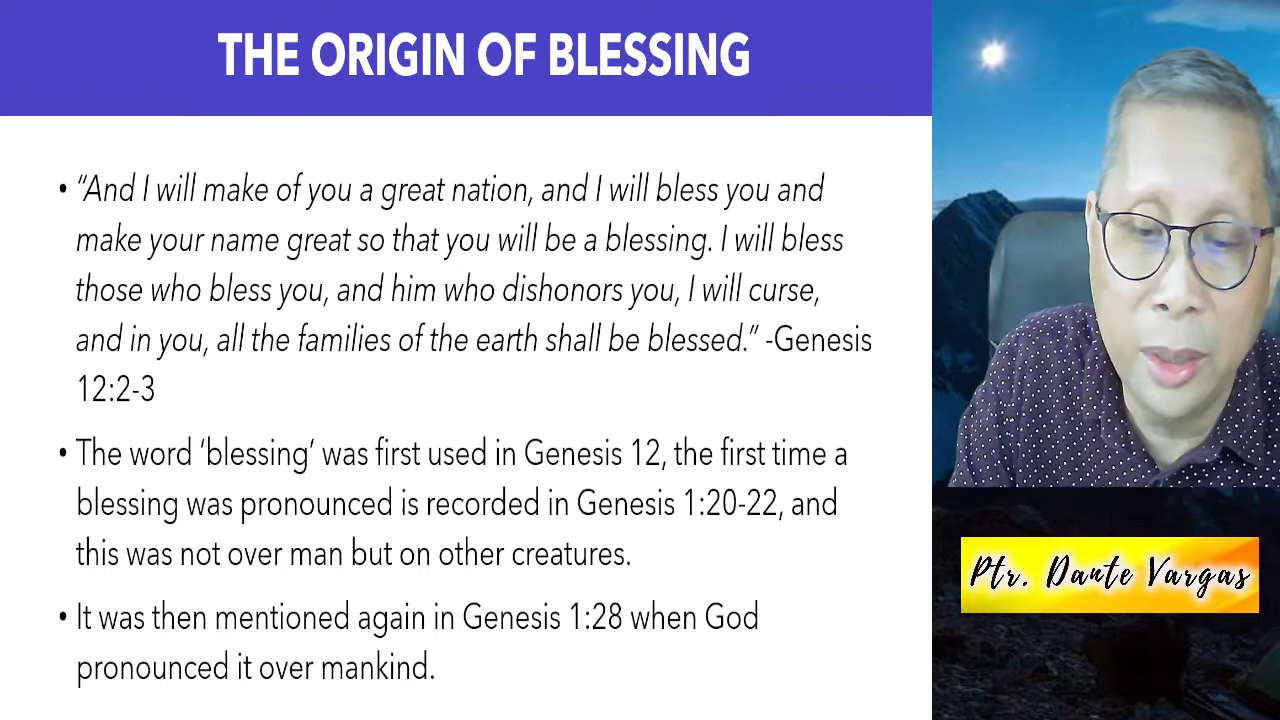 THE ORIGIN OF BLESSING
• “And I will make of you a great nation, and I will bless you and
make your name great so that you will be a blessing. I will bless
those who bless you, and him who dishonors you, I will curse,
and in you, all the families of the earth shall be blessed.” -Genesis
12:2-3
• The word ‘blessing’ was first used in Genesis 12, the first time a
blessing was pronounced is recorded in Genesis 1:20-22, and
this was not over man but on other creatures.
• It was then mentioned again in Genesis 1:28 when God
pronounced it over mankind.
Ptr. Dante Vargas